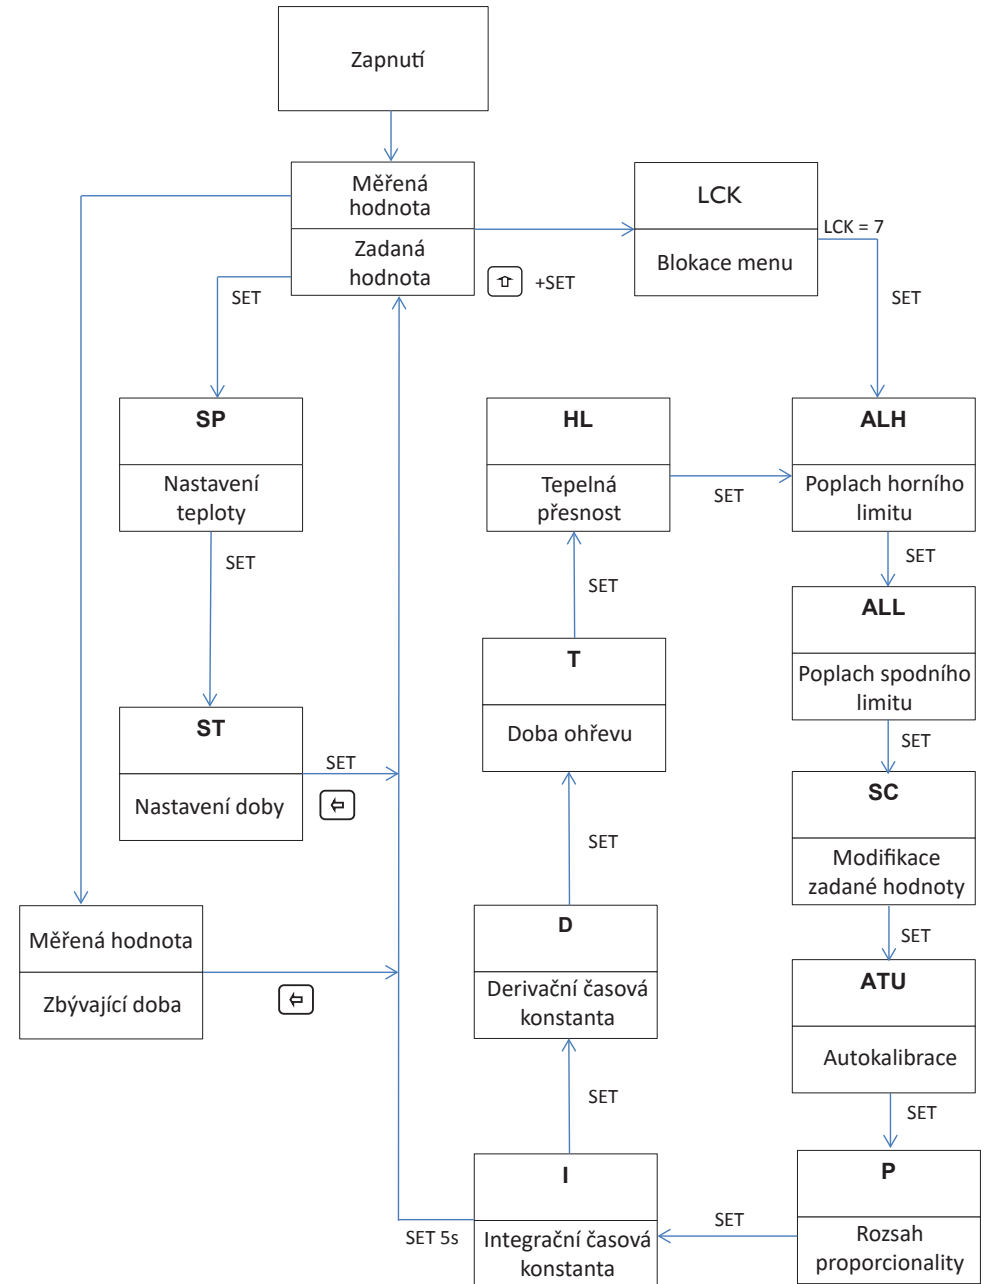 Zapnutí
Měřená
hodnota
Zadaná
hodnota
LCK
Blokace menu
LCK = 7
+SET
SET
SET
SP
Nastavení
teploty
HL
Tepelná
přesnost
SET
ALH
Poplach horního
limitu
SET
SET
SET
ALL
Poplach spodního
limitu
T
Doba ohřevu
ST
Nastavení doby
SET
SET
SC
Modifikace
zadané hodnoty
SET
Měřená hodnota
Zbývající doba
D
Derivační časová
konstanta
SET
ATU
Autokalibrace
SET
SET
I
Integrační časová
konstanta
SET 5s
SET
P
Rozsah
proporcionality